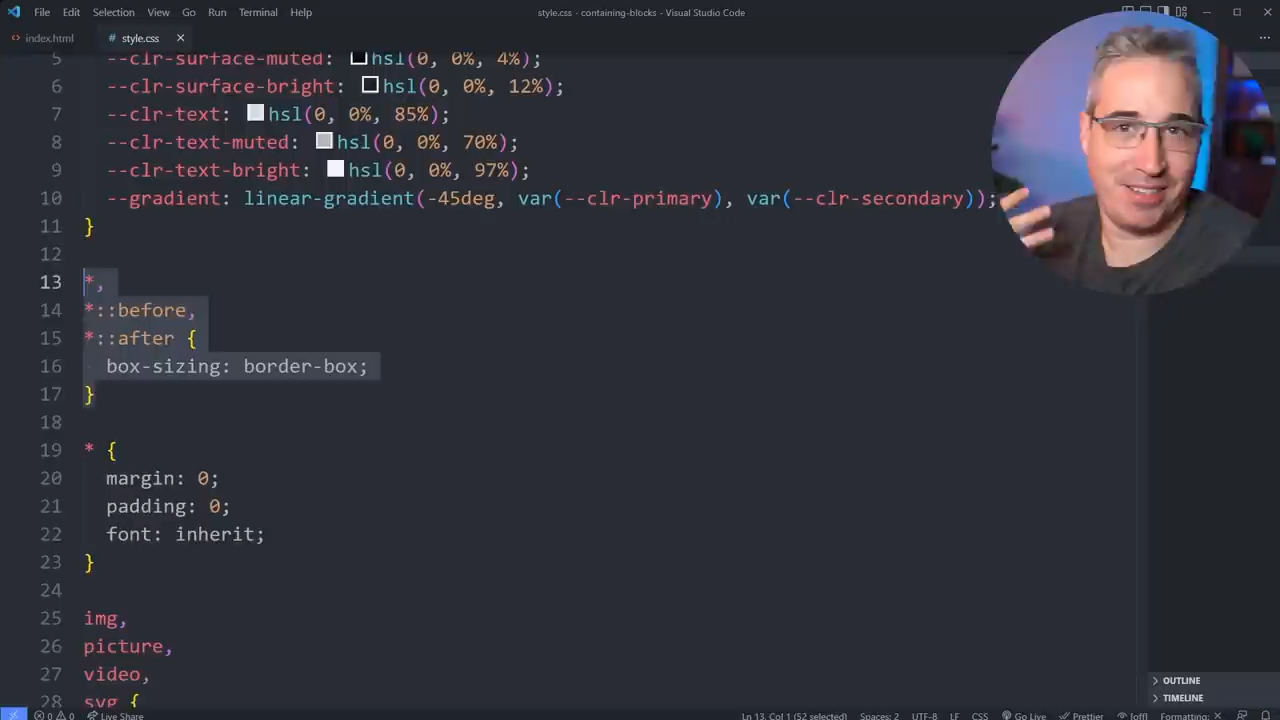 File Edit Selection View Go Run Terminal Help
style.css - containing-blocks - Visual Studio Code
<> index.html
# style.css
5 --clr-surface-muted: hsl(0, 0%, 4%);
6 --clr-surface-bright: hsl(0, 0%, 12%);
7 --clr-text: hsl(0, 0%, 85%);
8 --clr-text-muted: hsl(0, 0%, 70%);
9 --clr-text-bright: hsl(0, 0%, 97%);
10 --gradient: linear-gradient(-45deg, var(--clr-primary), var(--clr-secondary));
11 }
12
13 *,
14 *::before,
15 *::after {
16 box-sizing: border-box;
17 }
18
19 * {
20 margin: 0;
21 padding: 0;
22 font: inherit;
23 }
24
25 img,
26 picture,
27 video,
28 svg {
OUTLINE
TIMELINE
0 0 Live Share
Ln 13, Col 1 (52 selected) Spaces: 2 UTF-8 LF CSS Go Live Prettier Formatting: